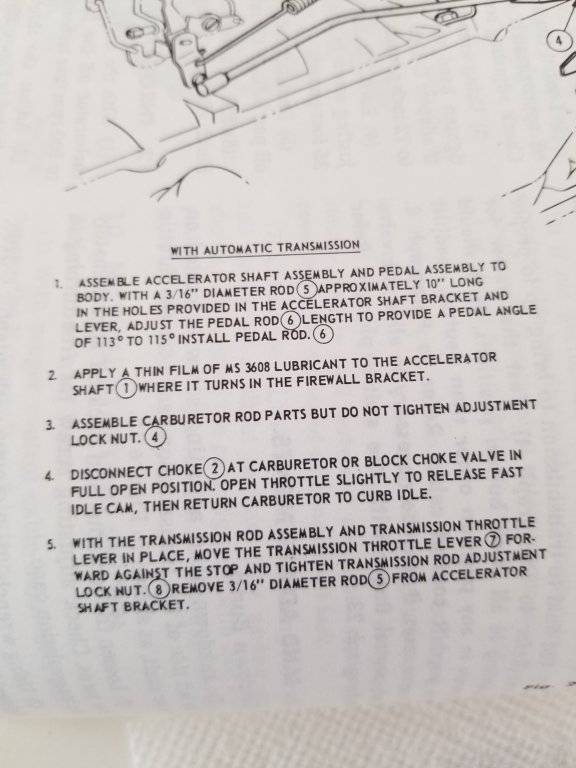 4
WITH AUTOMATIC TRANSMISSION
1. ASSEMBLE ACCELERATOR SHAFT ASSEMBLY AND PEDAL ASSEMBLY TO
BODY. WITH A 3/16" DIAMETER ROD 5 APPROXIMATELY 10" LONG
IN THE HOLES PROVIDED IN THE ACCELERATOR SHAFT BRACKET AND
LEVER, ADJUST THE PEDAL ROD 6 LENGTH TO PROVIDE A PEDAL ANGLE
OF 113° TO 115° INSTALL PEDAL ROD. 6
2. APPLY A THIN FILM OF MS 3608 LUBRICANT TO THE ACCELERATOR
SHAFT 1 WHERE IT TURNS IN THE FIREWALL BRACKET.
3. ASSEMBLE CARBURETOR ROD PARTS BUT DO NOT TIGHTEN ADJUSTMENT
LOCK NUT. 4
4. DISCONNECT CHOKE 2 AT CARBURETOR OR BLOCK CHOKE VALVE IN
FULL OPEN POSITION. OPEN THROTTLE SLIGHTLY TO RELEASE FAST
IDLE CAM, THEN RETURN CARBURETOR TO CURB IDLE.
5. WITH THE TRANSMISSION ROD ASSEMBLY AND TRANSMISSION THROTTLE
LEVER IN PLACE, MOVE THE TRANSMISSION THROTTLE LEVER 7 FOR-
WARD AGAINST THE STOP AND TIGHTEN TRANSMISSION ROD ADJUSTMENT
LOCK NUT. 8 REMOVE 3/16" DIAMETER ROD 5 FROM ACCELERATOR
SHAFT BRACKET.